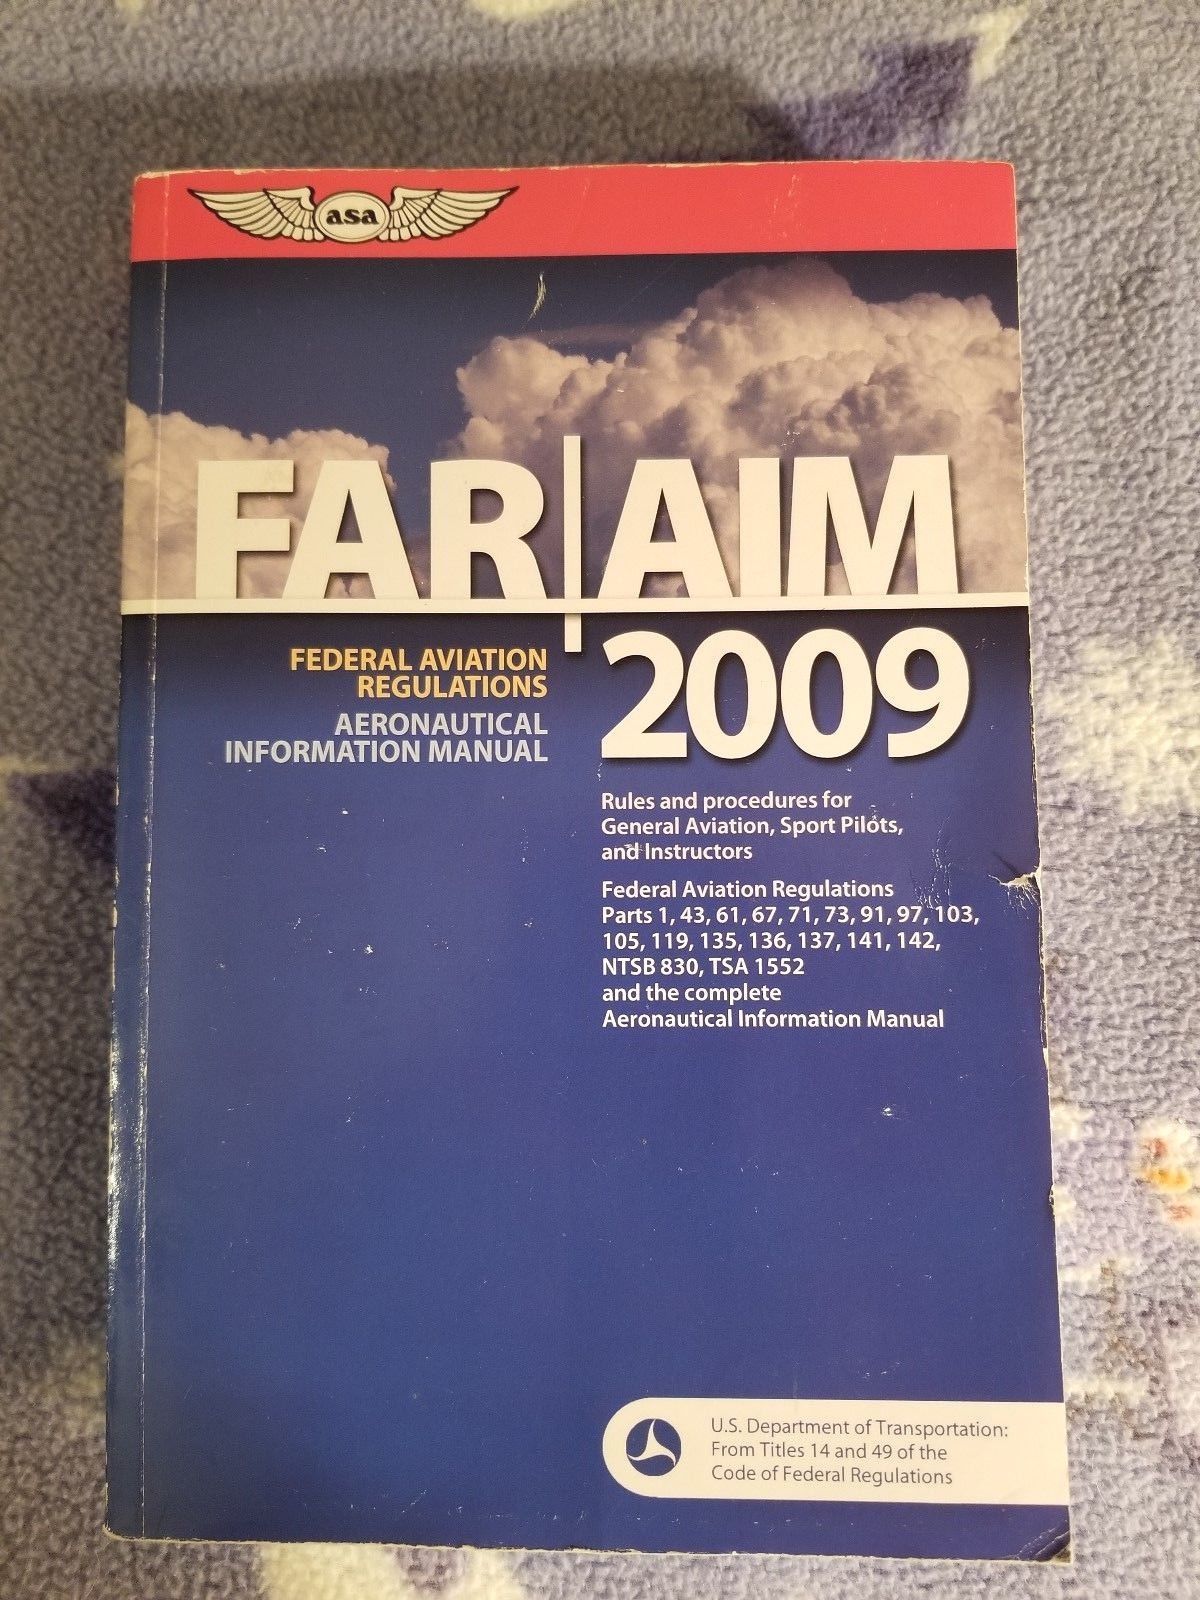 asa
FAR|AIM
2009
FEDERAL AVIATION
REGULATIONS
AERONAUTICAL
INFORMATION MANUAL
Rules and procedures for
General Aviation, Sport Pilots,
and Instructors
Federal Aviation Regulations
Parts 1, 43, 61, 67, 71, 73, 91, 97, 103,
105, 119, 135, 136, 137, 141, 142,
NTSB 830, TSA 1552
and the complete
Aeronautical Information Manual
U.S. Department of Transportation:
From Titles 14 and 49 of the
Code of Federal Regulations